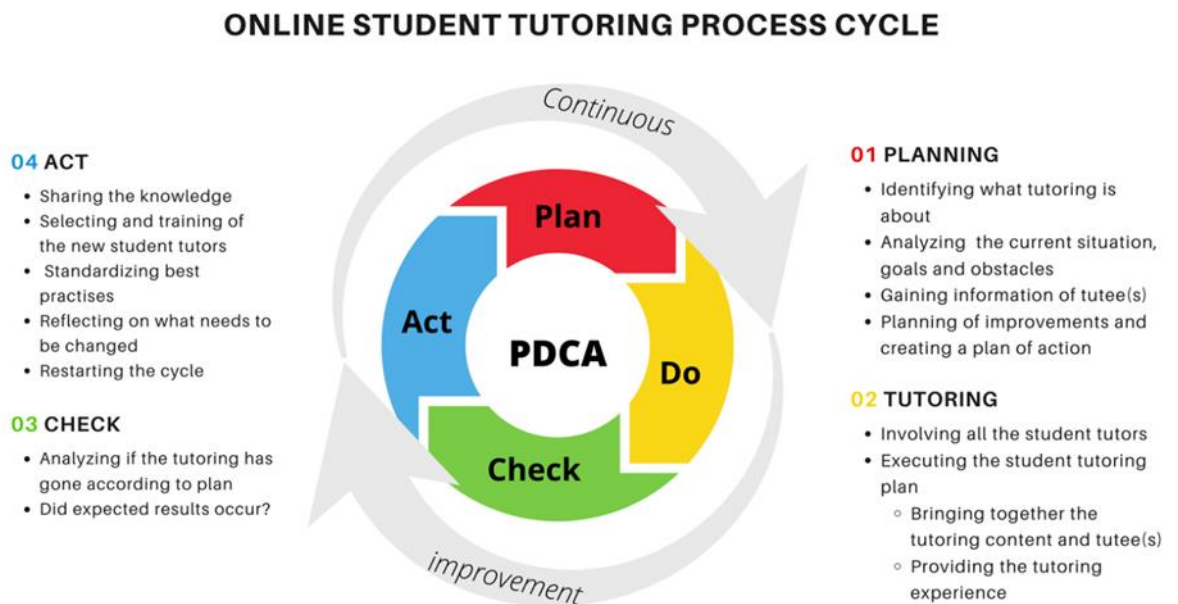 ONLINE STUDENT TUTORING PROCESS CYCLE
Continuous
improvement
Plan
Do
Check
Act
PDCA
01 PLANNING
• Identifying what tutoring is
about
• Analyzing the current situation,
goals and obstacles
• Gaining information of tutee(s)
• Planning of improvements and
creating a plan of action
02 TUTORING
• Involving all the student tutors
• Executing the student tutoring
plan
◦ Bringing together the
tutoring content and tutee(s)
◦ Providing the tutoring
experience
03 CHECK
• Analyzing if the tutoring has
gone according to plan
• Did expected results occur?
04 ACT
• Sharing the knowledge
• Selecting and training of
the new student tutors
• Standardizing best
practises
• Reflecting on what needs to
be changed
• Restarting the cycle